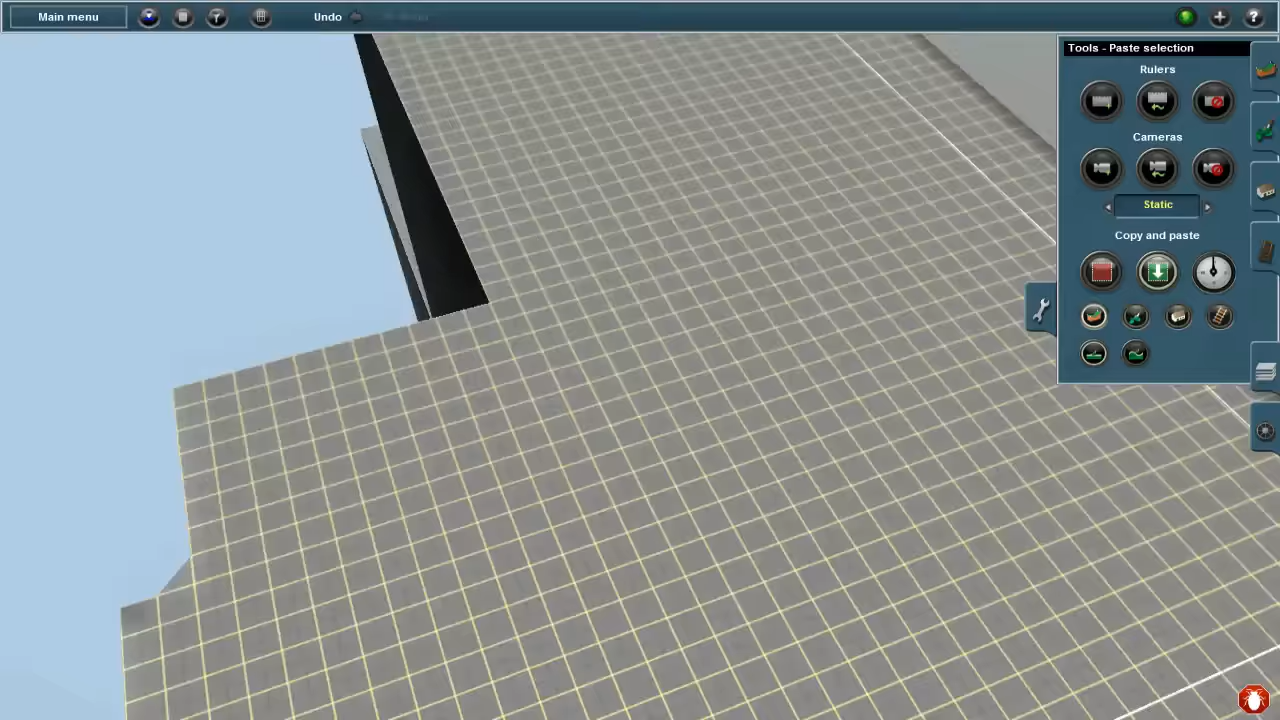 Main menu
Undo
?
Tools - Paste selection
Rulers
Cameras
Static
Copy and paste